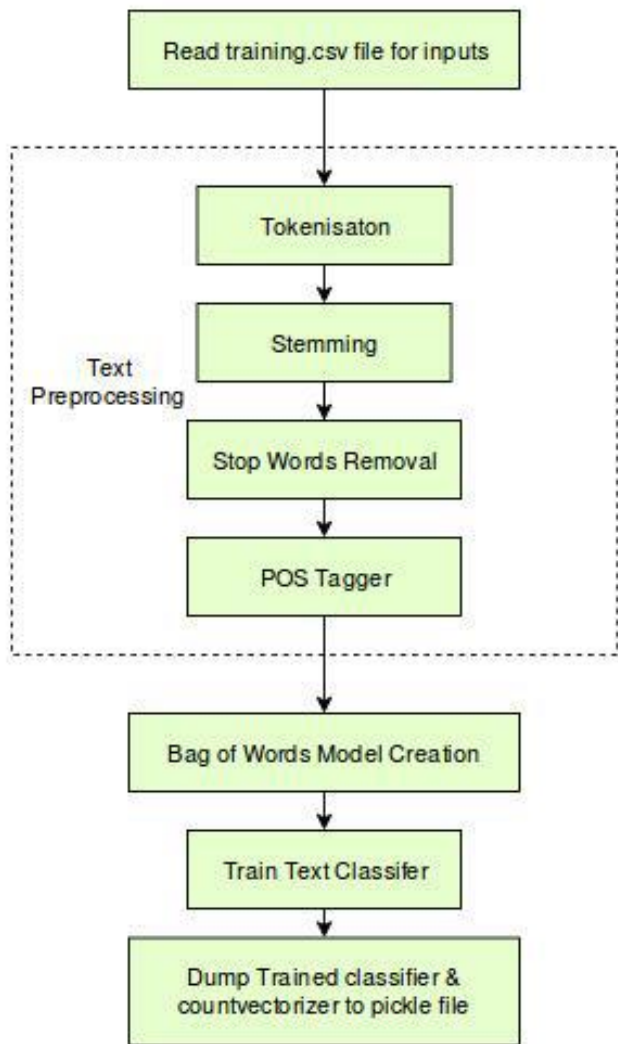 Read training.csv file for inputs
Tokenisaton
Stemming
Text
Preprocessing
Stop Words Removal
POS Tagger
Bag of Words Model Creation
Train Text Classifer
Dump Trained classifier &
countvectorizer to pickle file